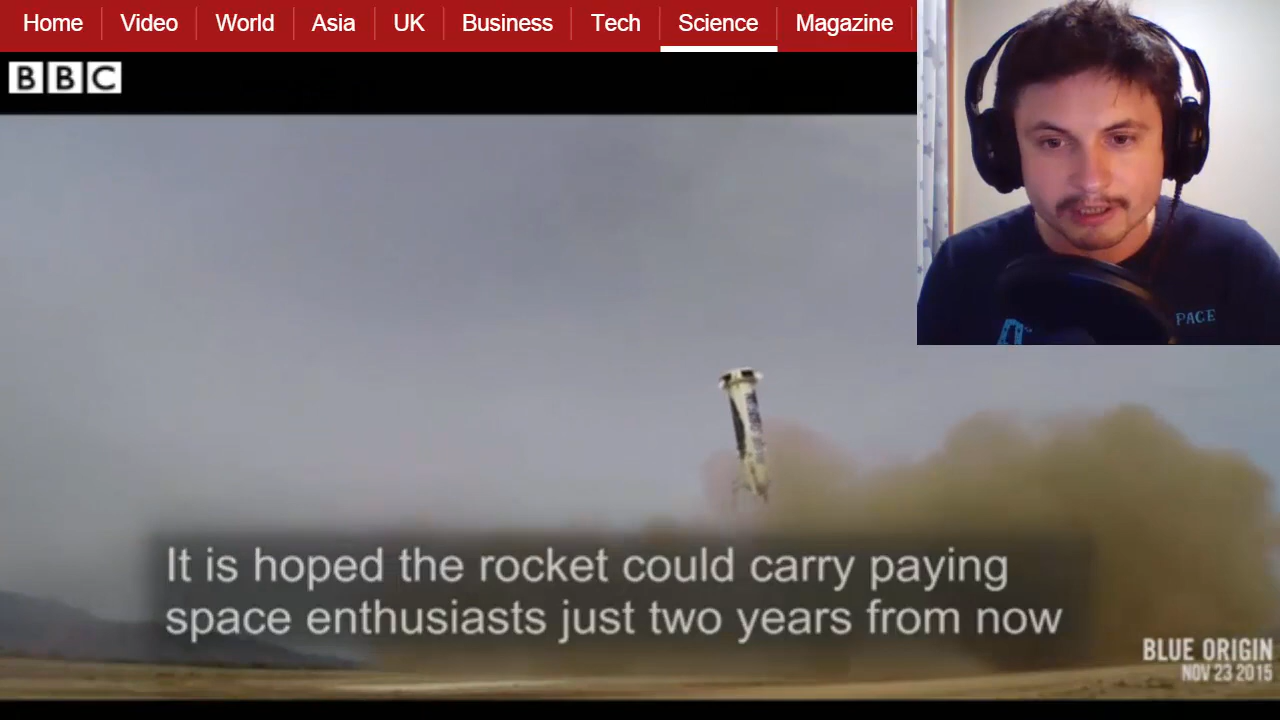 Home Video World Asia UK Business Tech Science Magazine
BBC
PACE
It is hoped the rocket could carry paying
space enthusiasts just two years from now
BLUE ORIGIN
NOV 23 2015